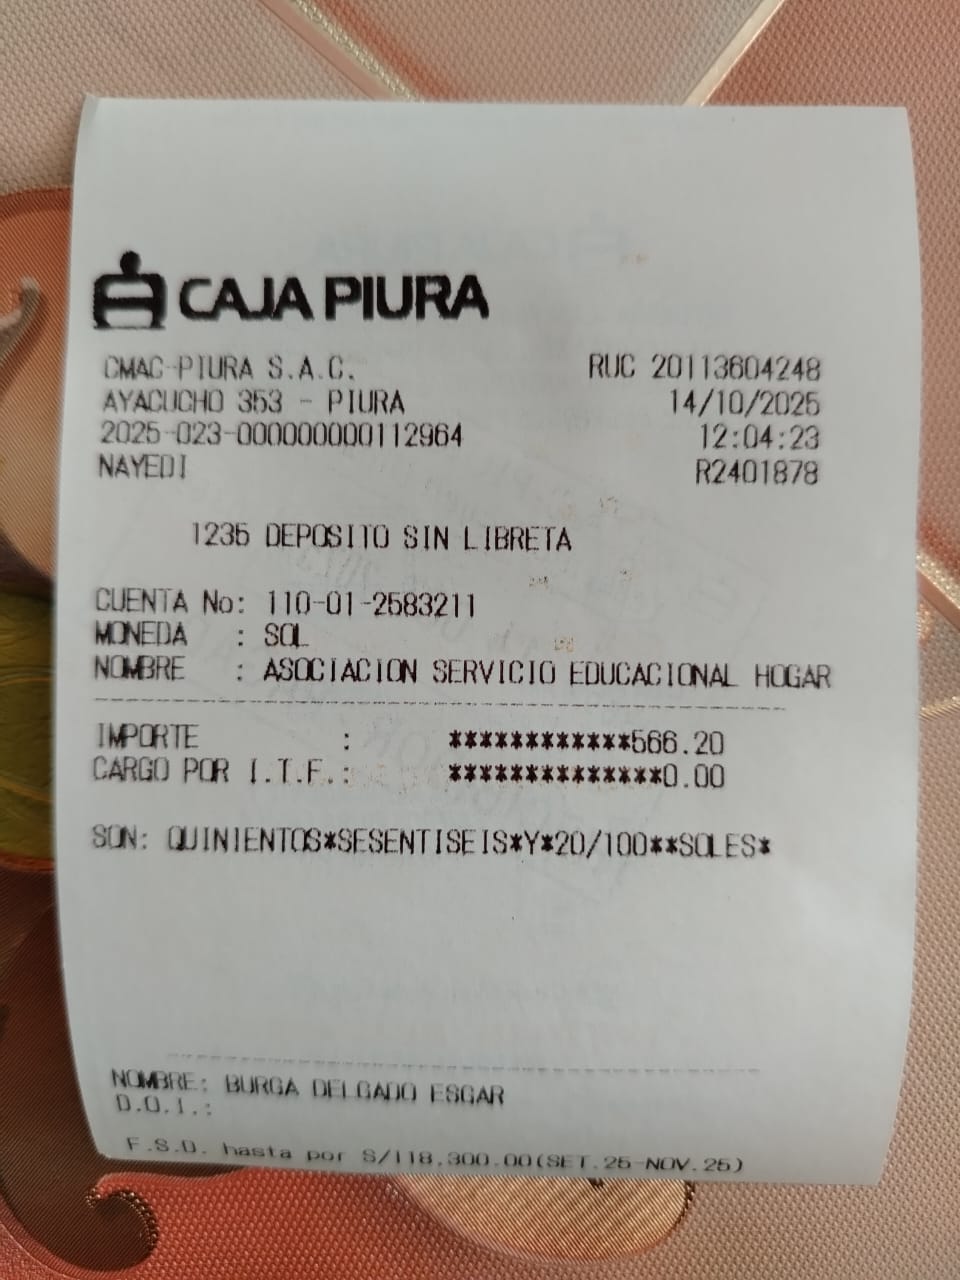 CAJA PIURA
CMAC-PIURA S.A.C. RUC 20113604248
AYACUCHO 353 - PIURA 14/10/2025
2025-023-000000000112964 12:04:23
NAYEDI R2401878
1235 DEPOSITO SIN LIBRETA
CUENTA No: 110-01-2583211
MONEDA : SOL
NOMBRE : ASOCIACION SERVICIO EDUCACIONAL HOGAR
IMPORTE : ************566.20
CARGO POR I.T.F.: **************0.00
SON: QUINIENTOS*SESENTISEIS*Y*20/100**SOLES*
NOMBRE: BURGA DELGADO ESGAR
D.O.I.:
F.S.D. hasta por S/118,300.00(SET.25-NOV.25)